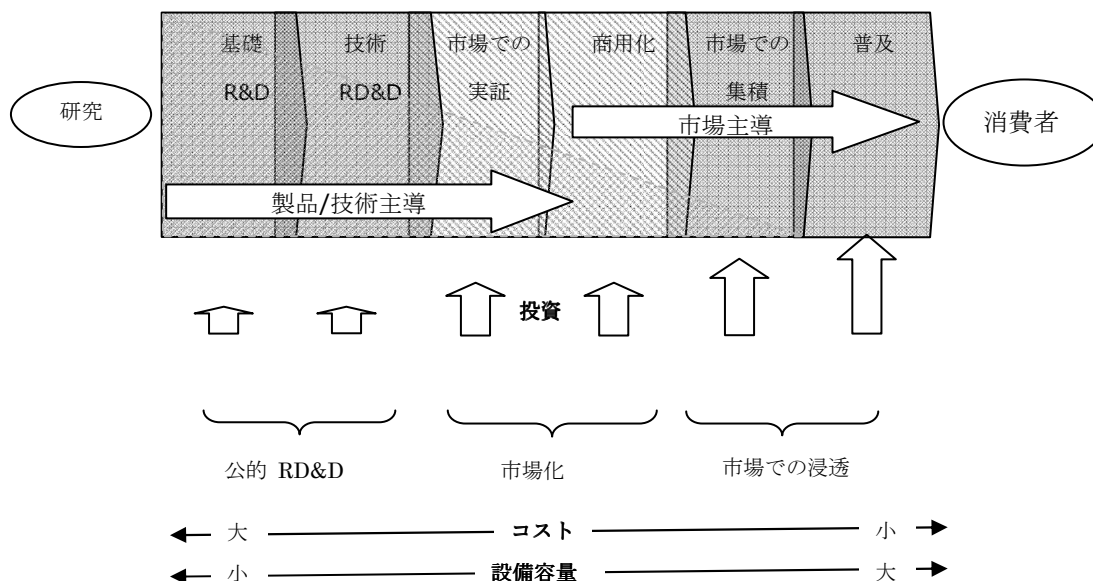 基礎
R&D
技術
RD&D
市場での
実証
商用化
市場での
集積
普及
研究
消費者
市場主導
製品/技術主導
投資
公的 RD&D
市場化
市場での浸透
大 コスト 小
小 設備容量 大